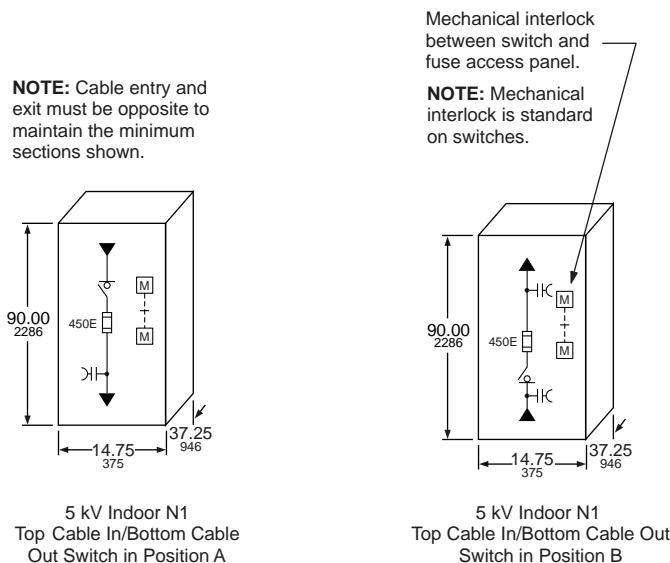 NOTE: Cable entry and
exit must be opposite to
maintain the minimum
sections shown.
90.00
2286
450E
M
M
14.75
375
37.25
946
5 kV Indoor N1
Top Cable In/Bottom Cable
Out Switch in Position A
Mechanical interlock
between switch and
fuse access panel.
NOTE: Mechanical
interlock is standard
on switches.
90.00
2286
450E
M
M
14.75
375
37.25
946
5 kV Indoor N1
Top Cable In/Bottom Cable Out
Switch in Position B